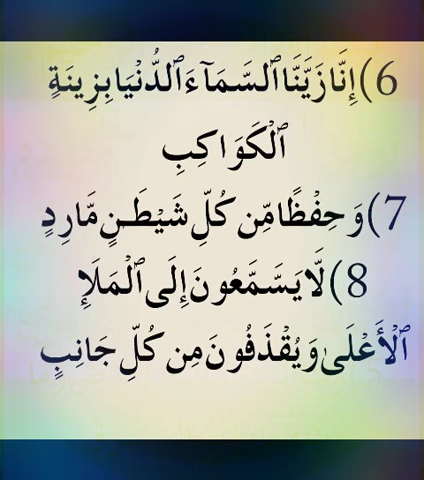 6)إِنَّا زَيَّنَّا ٱلسَّمَآءَ ٱلدُّنْيَا بِزِينَةٍ
ٱلْكَوَاكِبِ
7)وَحِفْظًا مِّن كُلِّ شَيْطَـٰنٍ مَّارِدٍ
8)لَّا يَسَّمَّعُونَ إِلَى ٱلْمَلَإِ
ٱلْأَعْلَىٰ وَيُقْذَفُونَ مِن كُلِّ جَانِبٍ